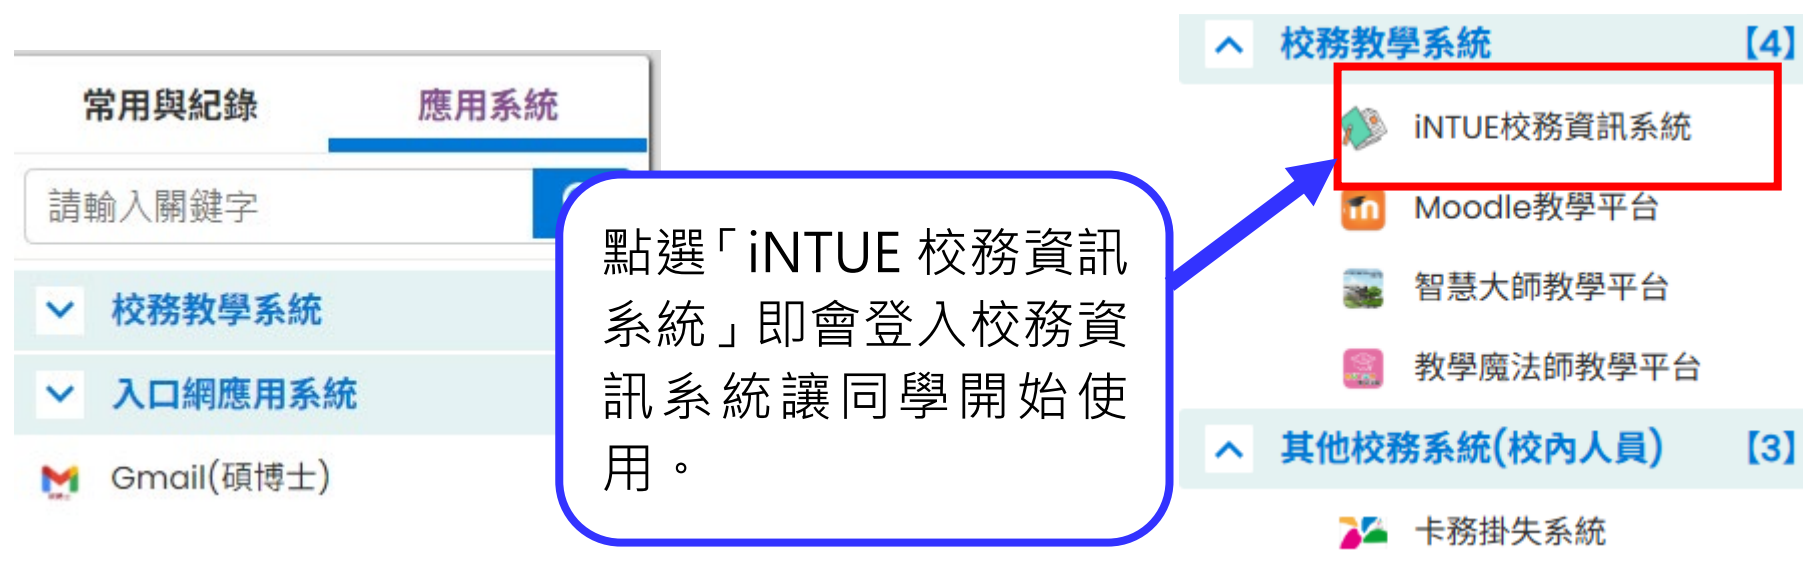 常用與紀錄
應用系統
請輸入關鍵字
校務教學系統
入口網應用系統
Gmail(碩博士)
點選「iNTUE 校務資訊
系統」即會登入校務資
訊系統讓同學開始使
用。
校務教學系統 【4】
iNTUE校務資訊系統
Moodle教學平台
智慧大師教學平台
教學魔法師教學平台
其他校務系統(校內人員) 【3】
卡務掛失系統